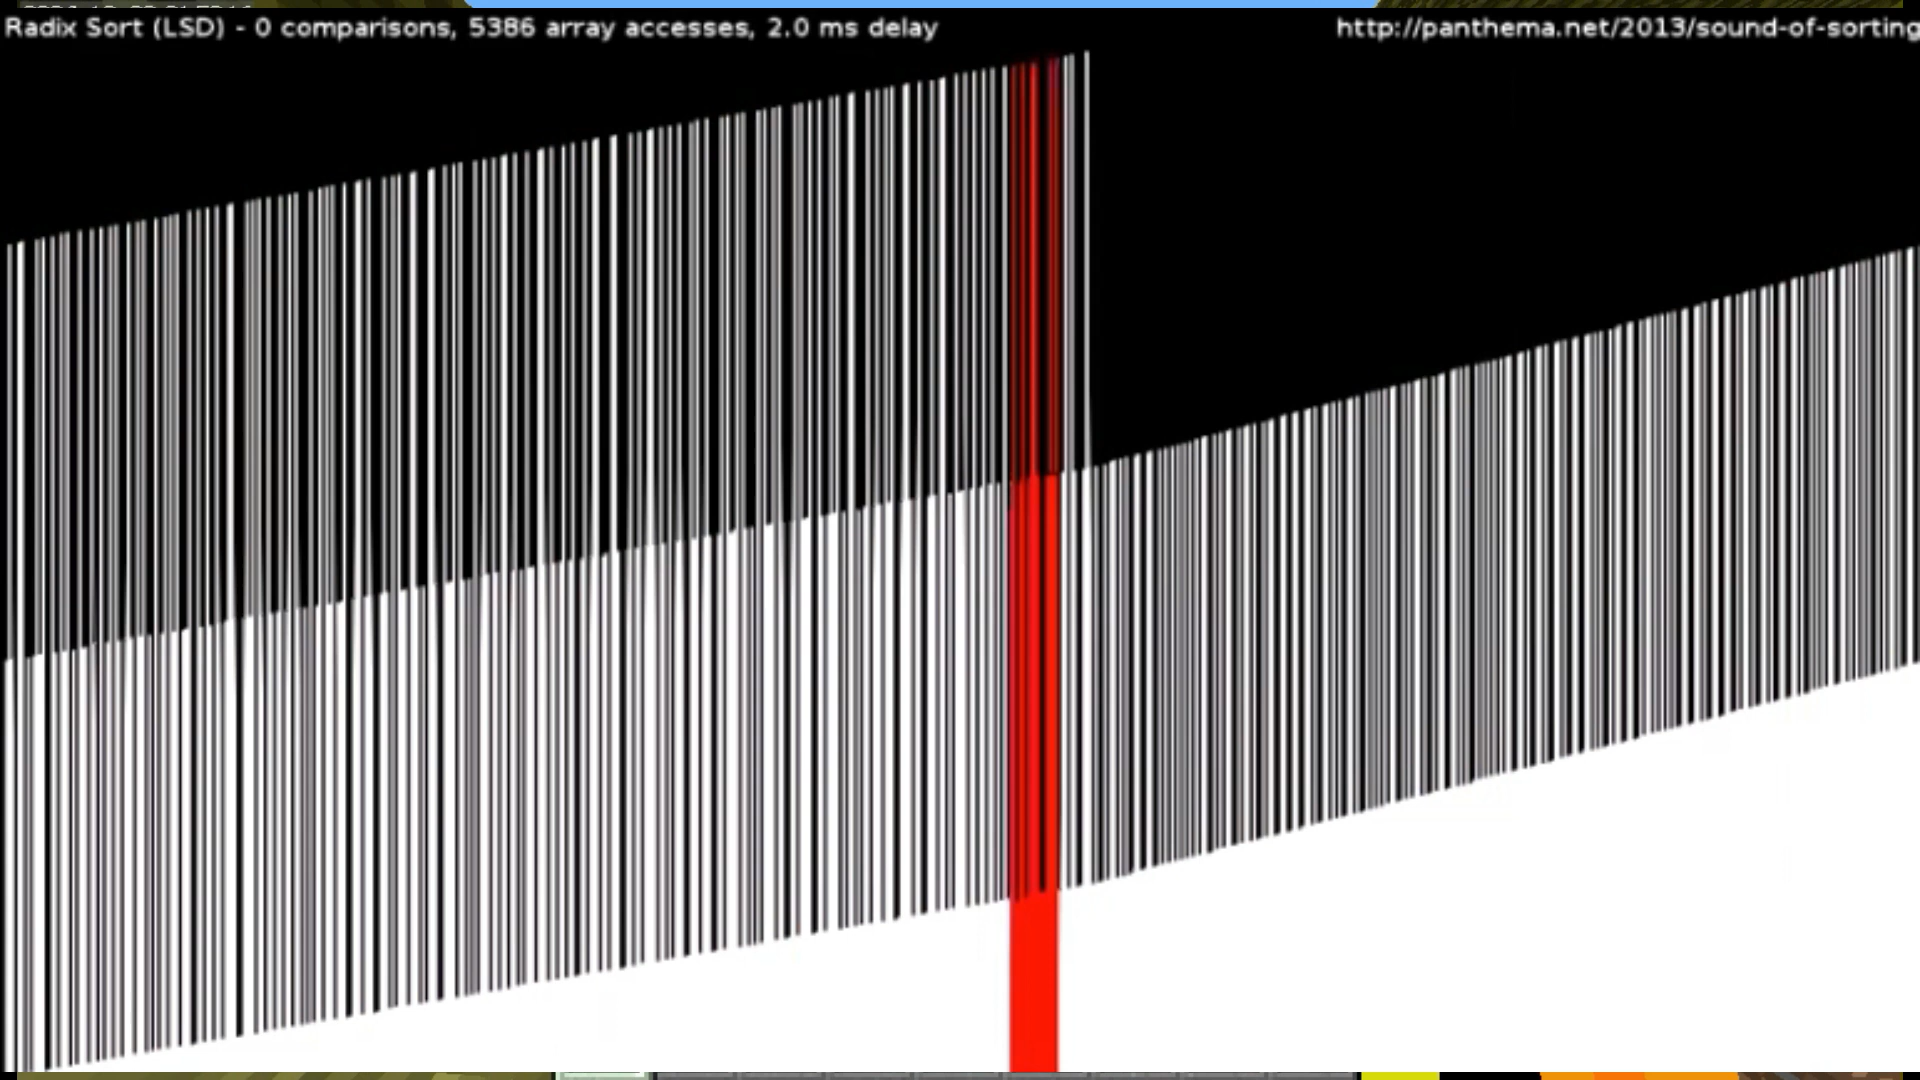 Radix Sort (LSD) - 0 comparisons, 5386 array accesses, 2.0 ms delay
http://panthema.net/2013/sound-of-sorting